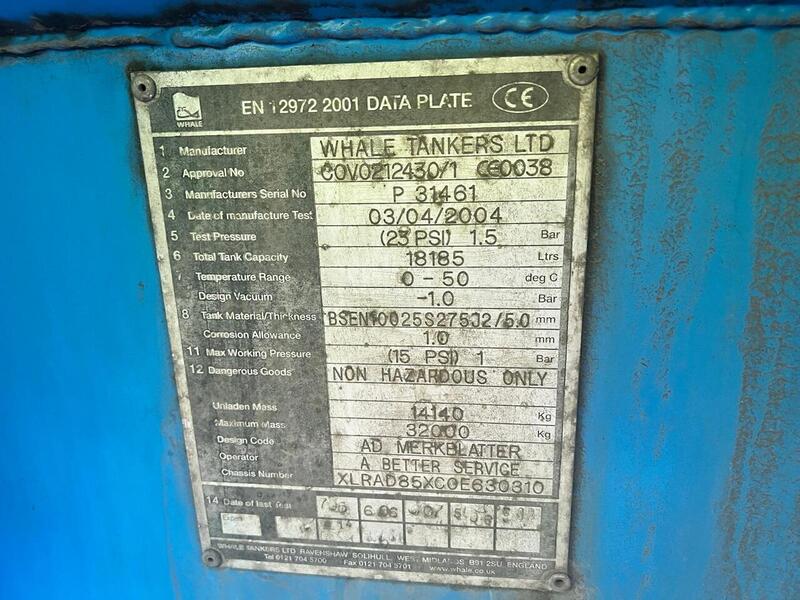 WHALE
EN 12972 2001 DATA PLATE CE
1 Manufacturer WHALE TANKERS LTD
2 Approval No COV0212430/1 CE0038
3 Mannfacturers Serial No P 31461
4 Date of manufacture Test 03/04/2004
5 Test Pressure (23 PSI) 1.5 Bar
6 Total Tank Capacity 18185 Ltrs
7 Temperature Range 0 - 50 deg C
Design Vacuum -1.0 Bar
8 Tank Material/Thickness BSEN10025S275J2/5.0 mm
Corrosion Allowance 1.0 mm
11 Max Working Pressure (15 PSI) 1 Bar
12 Dangerous Goods NON HAZARDOUS ONLY
Unladen Mass 14140 Kg
Maximum Mass 32000 Kg
Design Code AD MERKBLATTER
Operator A BETTER SERVICE
Chassis Number XLRAD85XC0E630310
14 Date of last Test 6.06
WHALE TANKERS LTD RAVENSHAW SOLIHULL, WEST MIDLANDS B91 2SU, ENGLAND
Tel 0121 704 5700 Fax 0121 704 5701 www.whale.co.uk